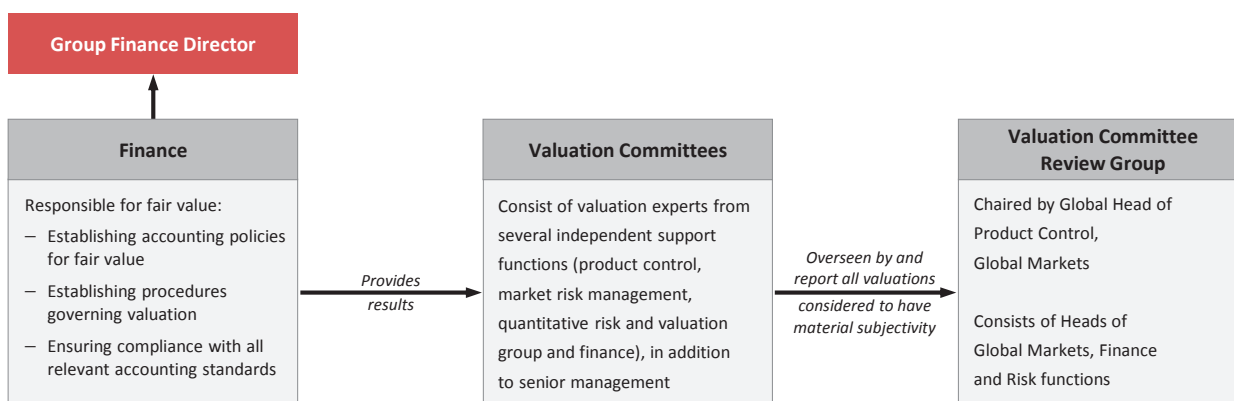 Group Finance Director
Finance
Responsible for fair value:
– Establishing accounting policies
for fair value
– Establishing procedures
governing valuation
– Ensuring compliance with all
relevant accounting standards
Provides
results
Valuation Committees
Consist of valuation experts from
several independent support
functions (product control,
market risk management,
quantitative risk and valuation
group and finance), in addition
to senior management
Overseen by and
report all valuations
considered to have
material subjectivity
Valuation Committee
Review Group
Chaired by Global Head of
Product Control,
Global Markets
Consists of Heads of
Global Markets, Finance
and Risk functions